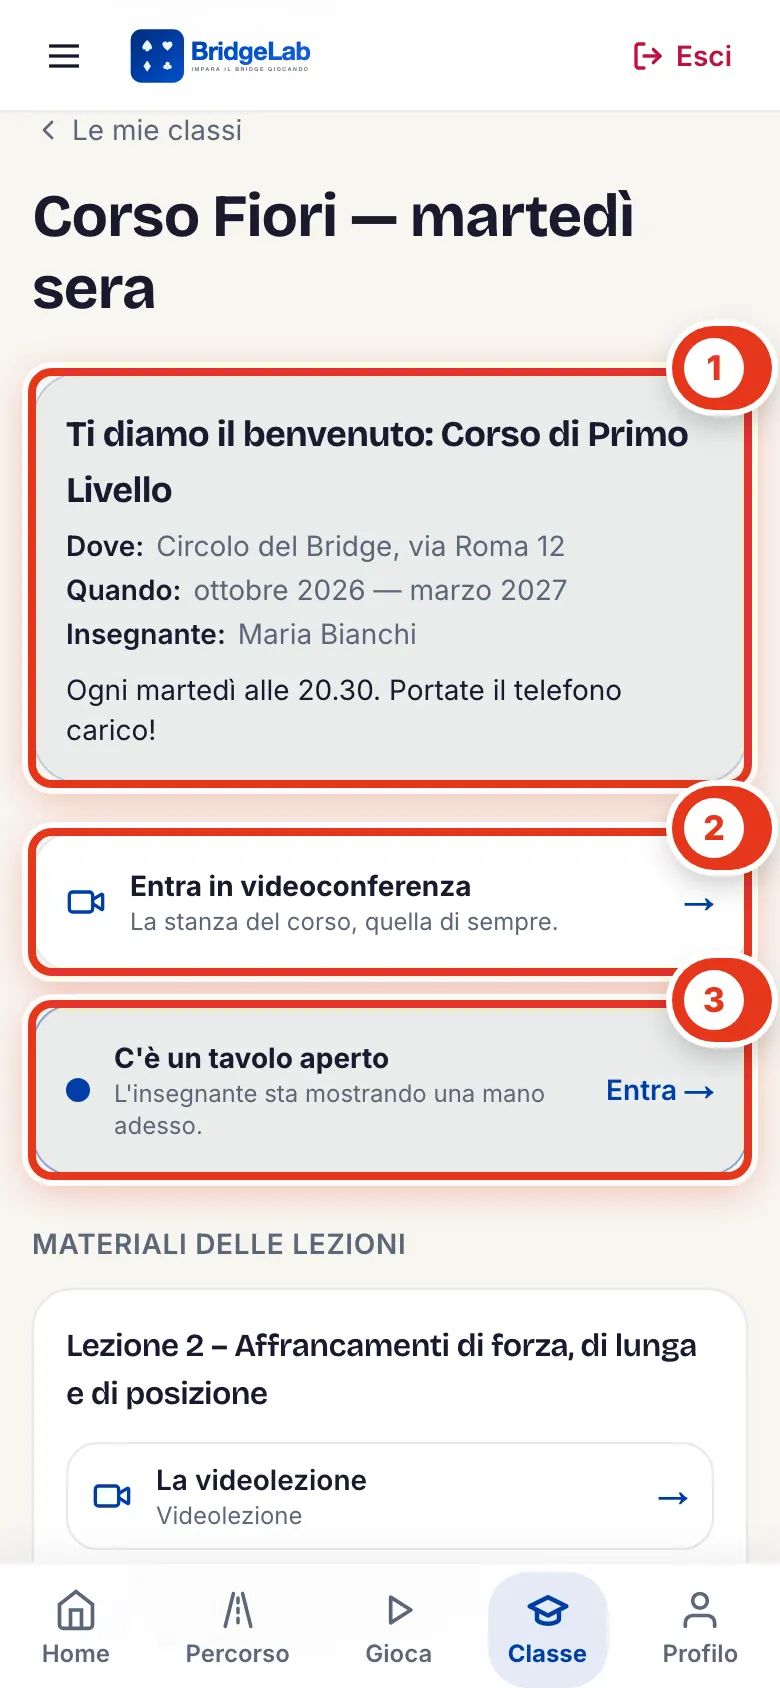 BridgeLab
IMPARA IL BRIDGE GIOCANDO
Esci
Le mie classi
Corso Fiori — martedì
sera
1
Ti diamo il benvenuto: Corso di Primo
Livello
Dove: Circolo del Bridge, via Roma 12
Quando: ottobre 2026 — marzo 2027
Insegnante: Maria Bianchi
Ogni martedì alle 20.30. Portate il telefono
carico!
2
Entra in videoconferenza
La stanza del corso, quella di sempre.
→
3
C'è un tavolo aperto
L'insegnante sta mostrando una mano
adesso.
Entra →
MATERIALI DELLE LEZIONI
Lezione 2 – Affrancamenti di forza, di lunga
e di posizione
La videolezione
Videolezione
→
Home
Percorso
Gioca
Classe
Profilo